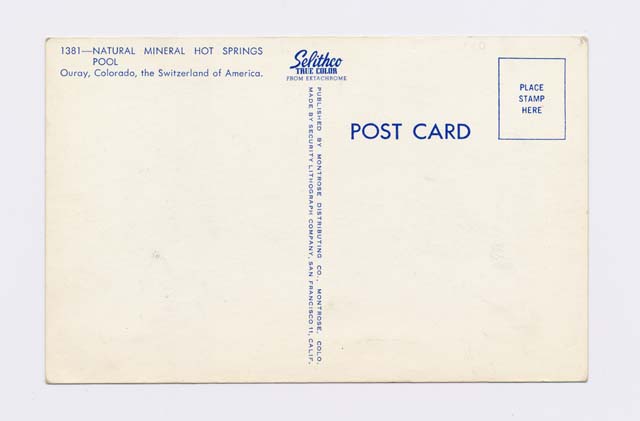 1381—NATURAL MINERAL HOT SPRINGS
POOL
Ouray, Colorado, the Switzerland of America.
Selithco
TRUE COLOR
FROM EKTACHROME
PUBLISHED BY MONTROSE DISTRIBUTING CO., MONTROSE, COLO.
MADE BY SECURITY LITHOGRAPH COMPANY, SAN FRANCISCO 11, CALIF.
POST CARD
PLACE
STAMP
HERE